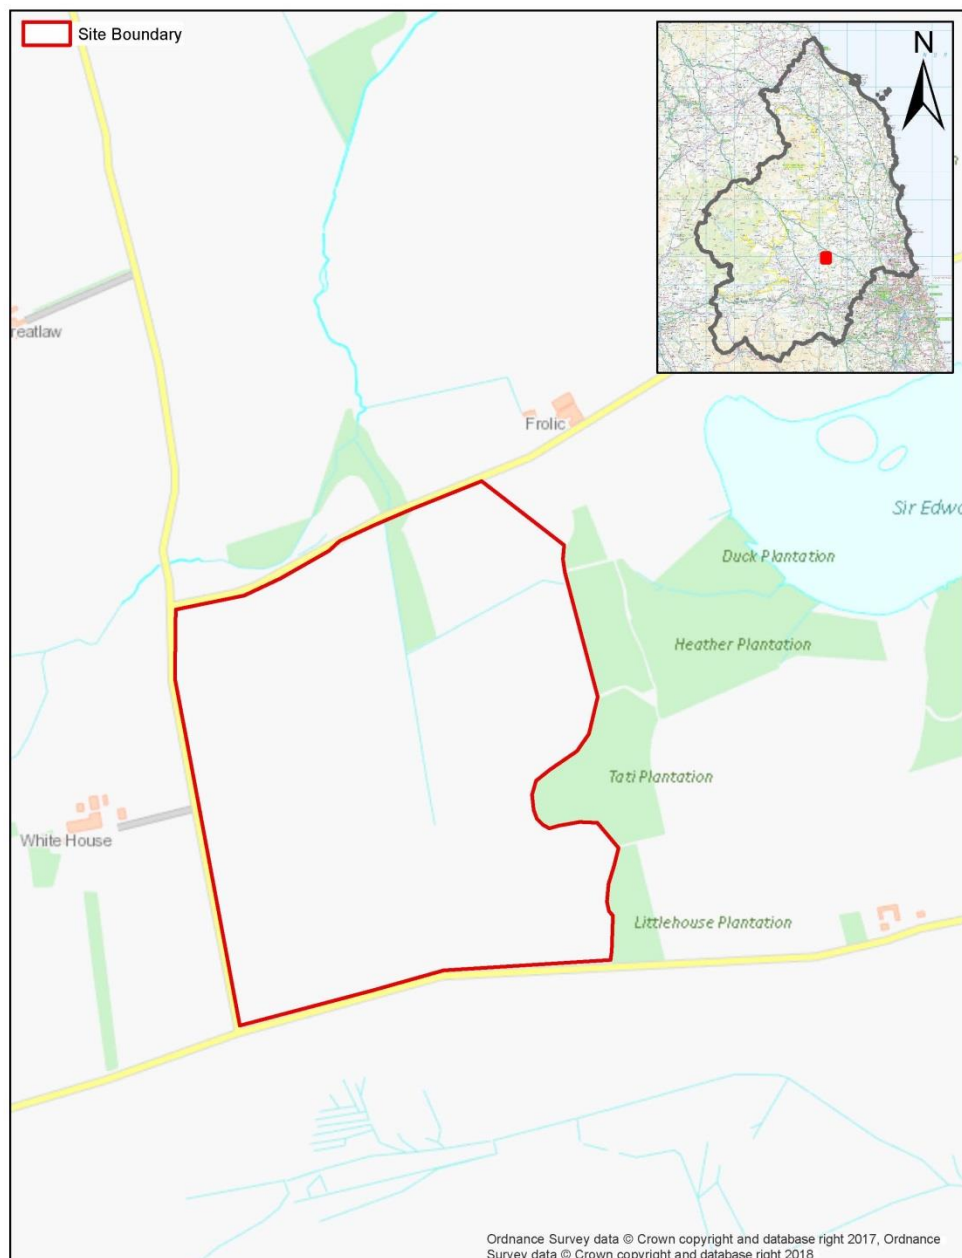 Site Boundary
N
reatlaw
Frolic
Sir Edwa
Duck Plantation
Heather Plantation
Tati Plantation
White House
Littlehouse Plantation
Ordnance Survey data © Crown copyright and database right 2017, Ordnance
Survey data © Crown copyright and database right 2018